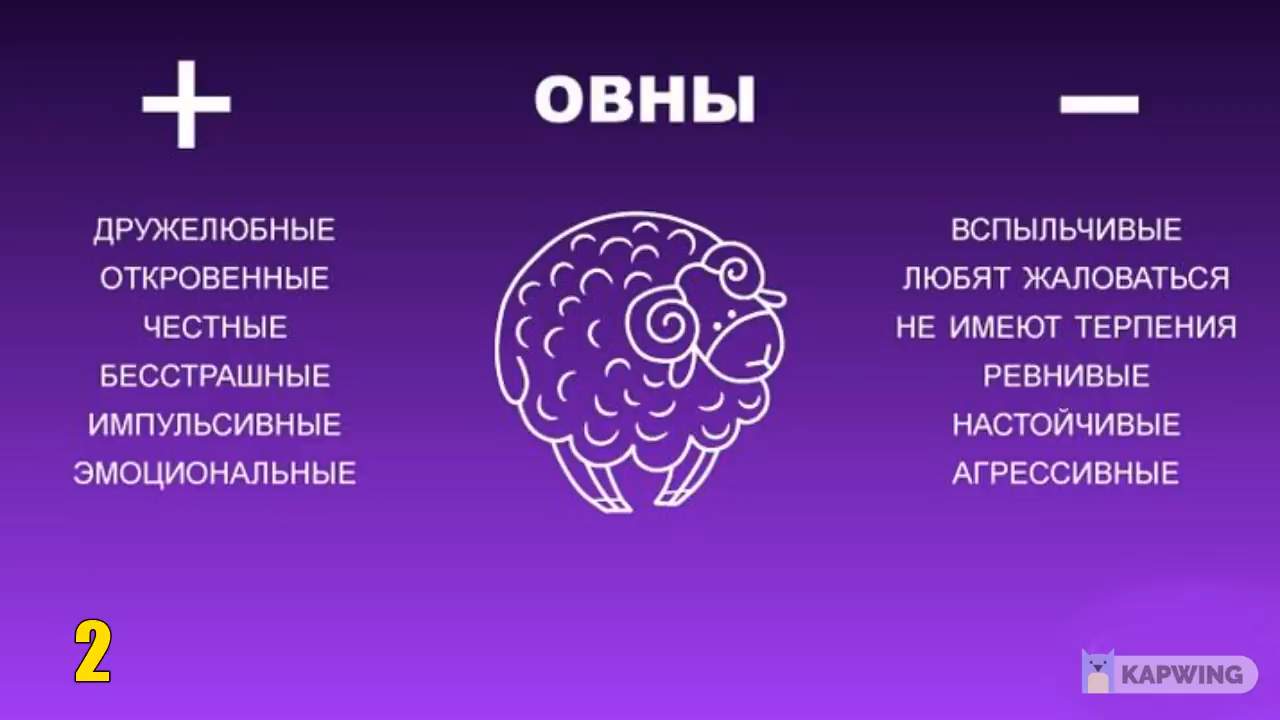 +
ОВНЫ
−
ДРУЖЕЛЮБНЫЕ
ОТКРОВЕННЫЕ
ЧЕСТНЫЕ
БЕССТРАШНЫЕ
ИМПУЛЬСИВНЫЕ
ЭМОЦИОНАЛЬНЫЕ
ВСПЫЛЬЧИВЫЕ
ЛЮБЯТ ЖАЛОВАТЬСЯ
НЕ ИМЕЮТ ТЕРПЕНИЯ
РЕВНИВЫЕ
НАСТОЙЧИВЫЕ
АГРЕССИВНЫЕ
2
KAPWING